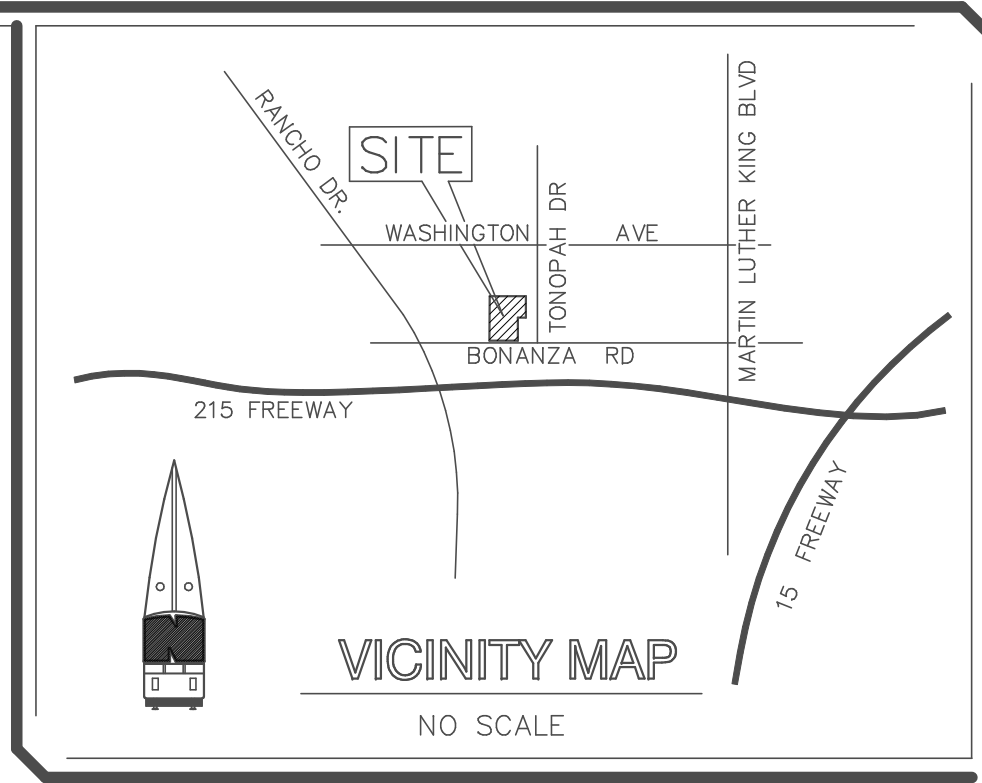 RANCHO DR.
SITE
WASHINGTON AVE
TONOPAH DR
MARTIN LUTHER KING BLVD
BONANZA RD
215 FREEWAY
15 FREEWAY
N
VICINITY MAP
NO SCALE